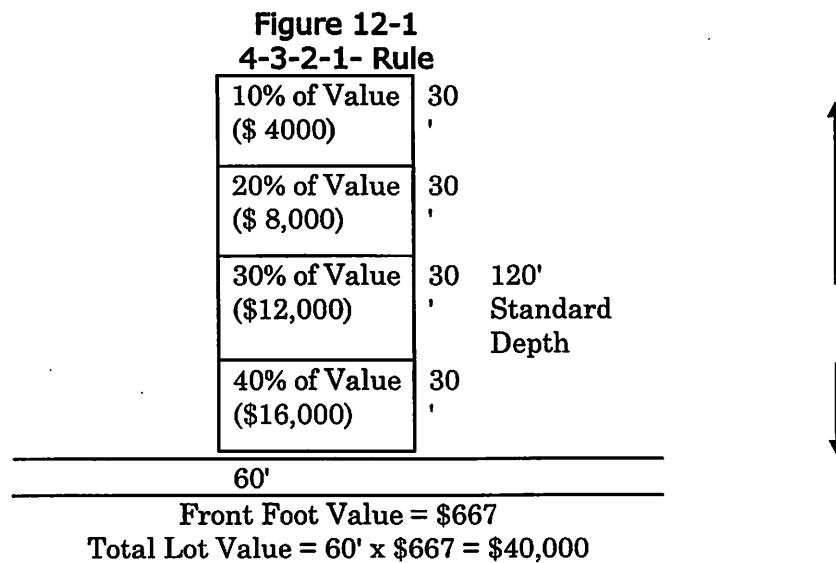 Figure 12-1
4-3-2-1- Rule
10% of Value 30
($ 4000) '
20% of Value 30
($ 8,000) '
30% of Value 30 120'
($12,000) ' Standard
Depth
40% of Value 30
($16,000) '
60'
Front Foot Value = $667
Total Lot Value = 60' x $667 = $40,000